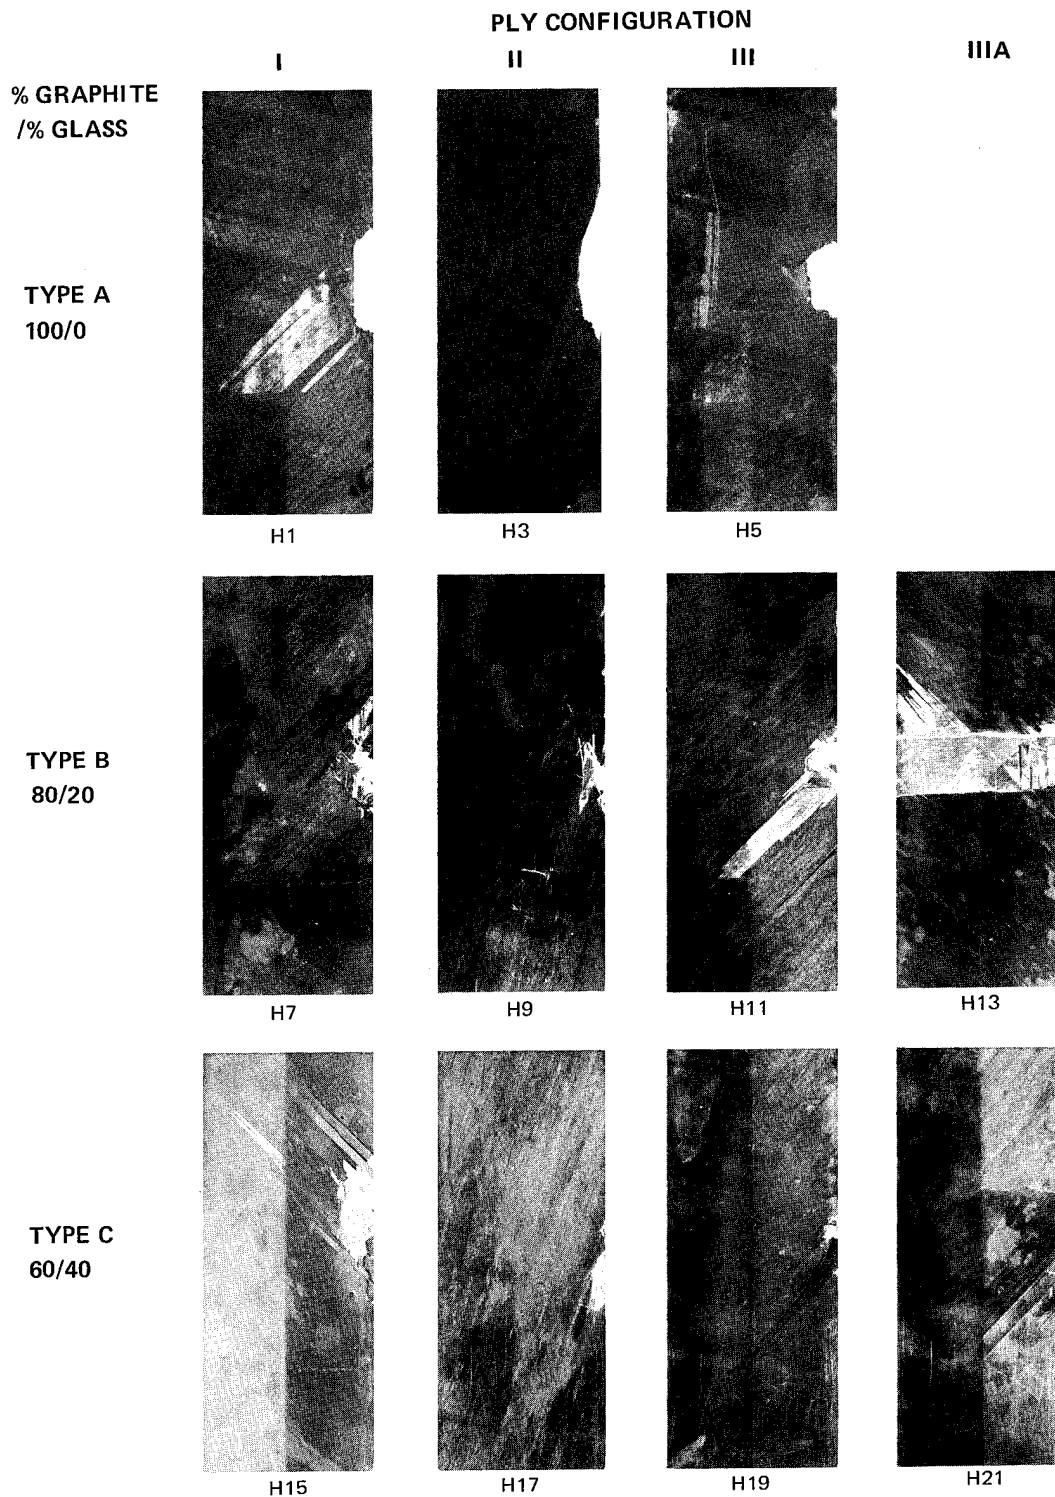 PLY CONFIGURATION
I II III IIIA
% GRAPHITE
/% GLASS
TYPE A
100/0
H1 H3 H5
TYPE B
80/20
H7 H9 H11 H13
TYPE C
60/40
H15 H17 H19 H21